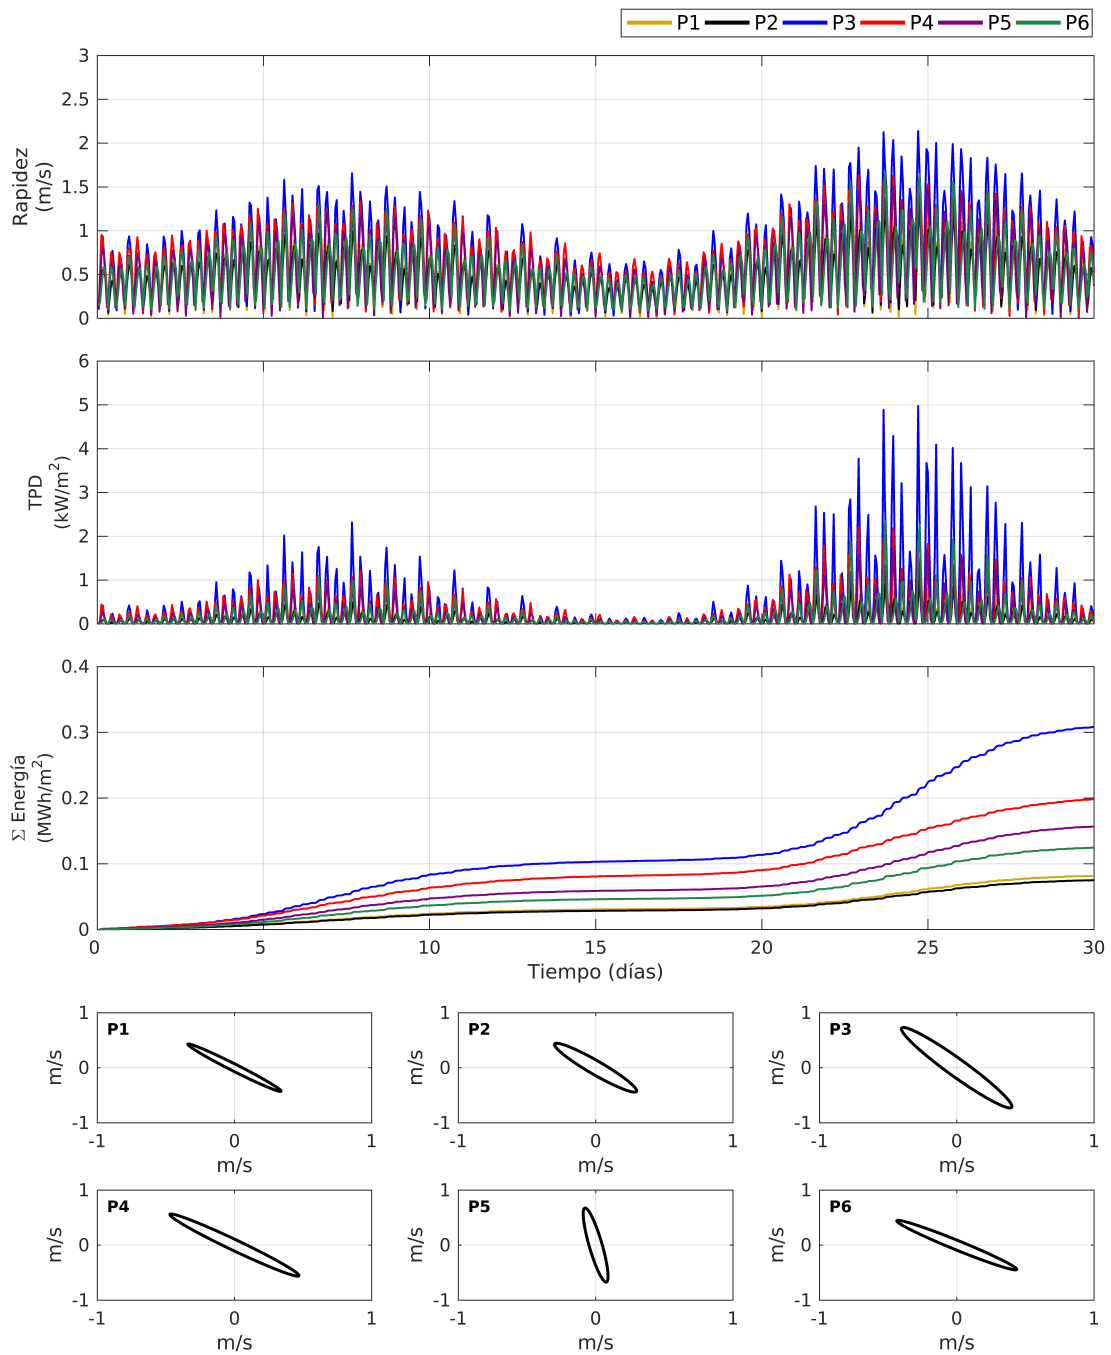 P1 P2 P3 P4 P5 P6
3
2.5
2
1.5
1
0.5
0
Rapidez
(m/s)
6
5
4
3
2
1
0
TPD
(kW/m²)
0.4
0.3
0.2
0.1
0
Σ Energía
(MWh/m²)
0 5 10 15 20 25 30
Tiempo (días)
P1
1
0
-1
m/s
-1 0 1
m/s
P2
1
0
-1
m/s
-1 0 1
m/s
P3
1
0
-1
m/s
-1 0 1
m/s
P4
1
0
-1
m/s
-1 0 1
m/s
P5
1
0
-1
m/s
-1 0 1
m/s
P6
1
0
-1
m/s
-1 0 1
m/s